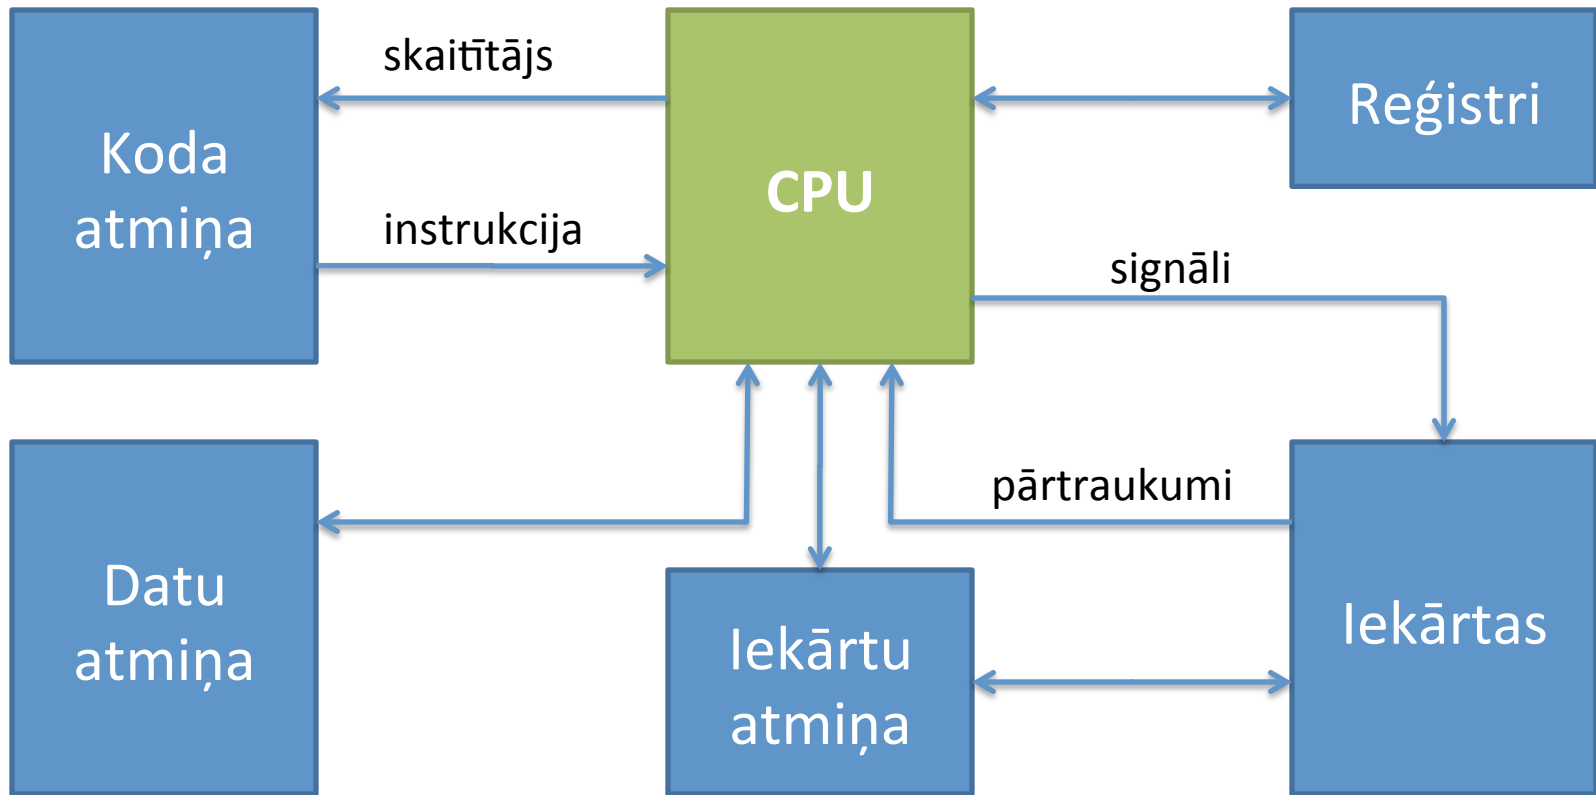 skaitītājs
Koda
atmiņa
instrukcija
CPU
Reģistri
signāli
pārtraukumi
Datu
atmiņa
Iekārtu
atmiņa
Iekārtas